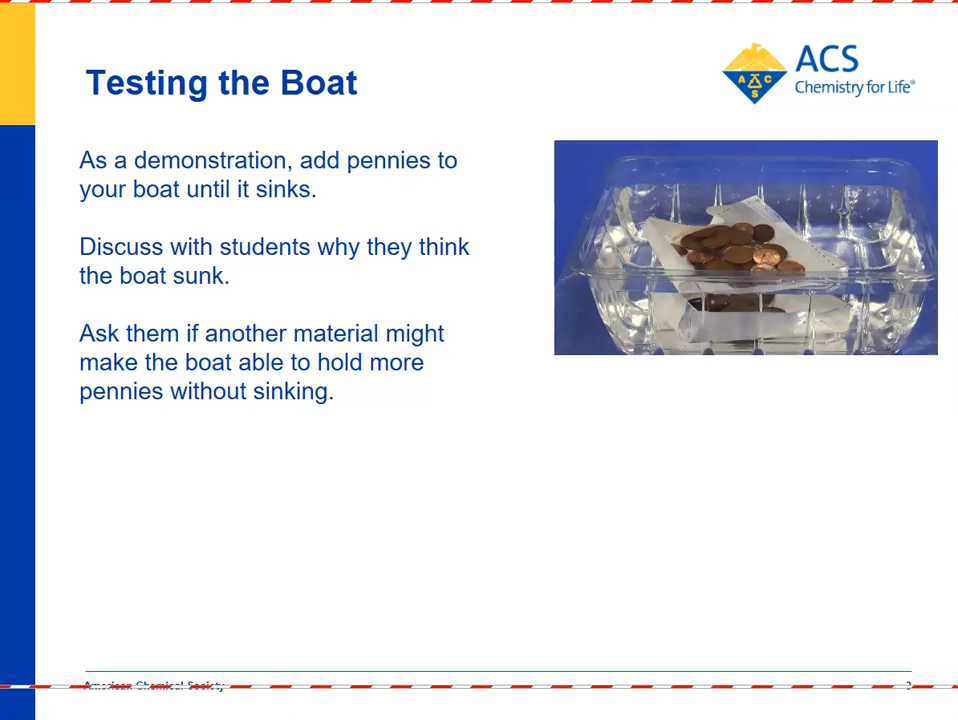 Testing the Boat
ACS
Chemistry for Life®
A C
S
As a demonstration, add pennies to
your boat until it sinks.
Discuss with students why they think
the boat sunk.
Ask them if another material might
make the boat able to hold more
pennies without sinking.
American Chemical Society
3